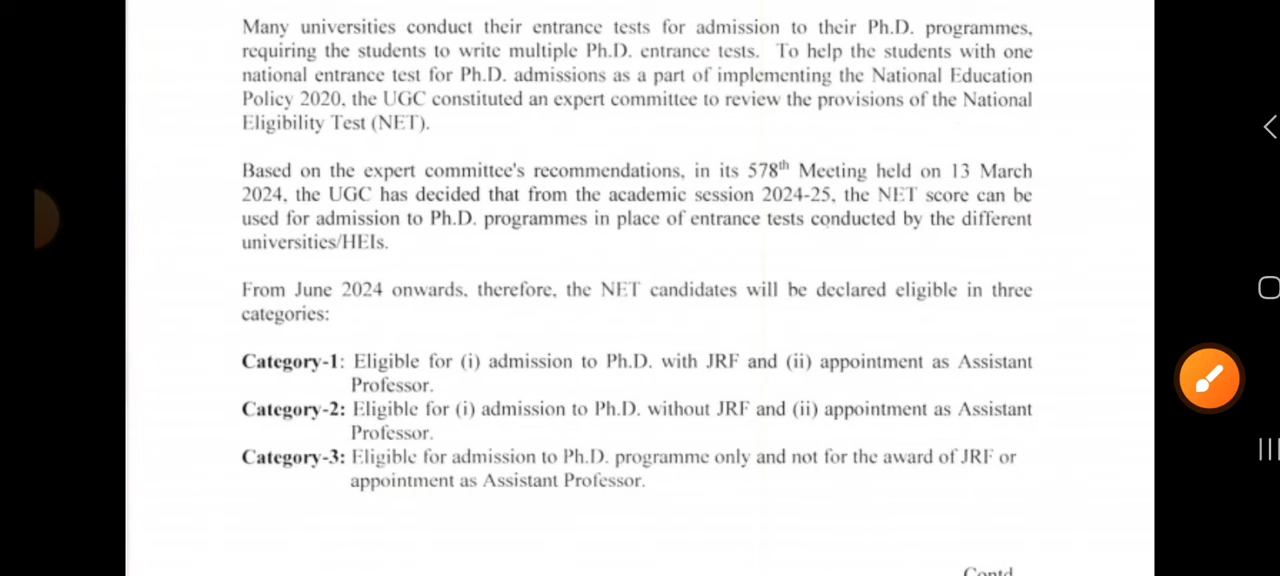 Many universities conduct their entrance tests for admission to their Ph.D. programmes,
requiring the students to write multiple Ph.D. entrance tests. To help the students with one
national entrance test for Ph.D. admissions as a part of implementing the National Education
Policy 2020, the UGC constituted an expert committee to review the provisions of the National
Eligibility Test (NET).
Based on the expert committee's recommendations, in its 578th Meeting held on 13 March
2024, the UGC has decided that from the academic session 2024-25, the NET score can be
used for admission to Ph.D. programmes in place of entrance tests conducted by the different
universities/HEIs.
From June 2024 onwards, therefore, the NET candidates will be declared eligible in three
categories:
Category-1: Eligible for (i) admission to Ph.D. with JRF and (ii) appointment as Assistant
Professor.
Category-2: Eligible for (i) admission to Ph.D. without JRF and (ii) appointment as Assistant
Professor.
Category-3: Eligible for admission to Ph.D. programme only and not for the award of JRF or
appointment as Assistant Professor.
Contd